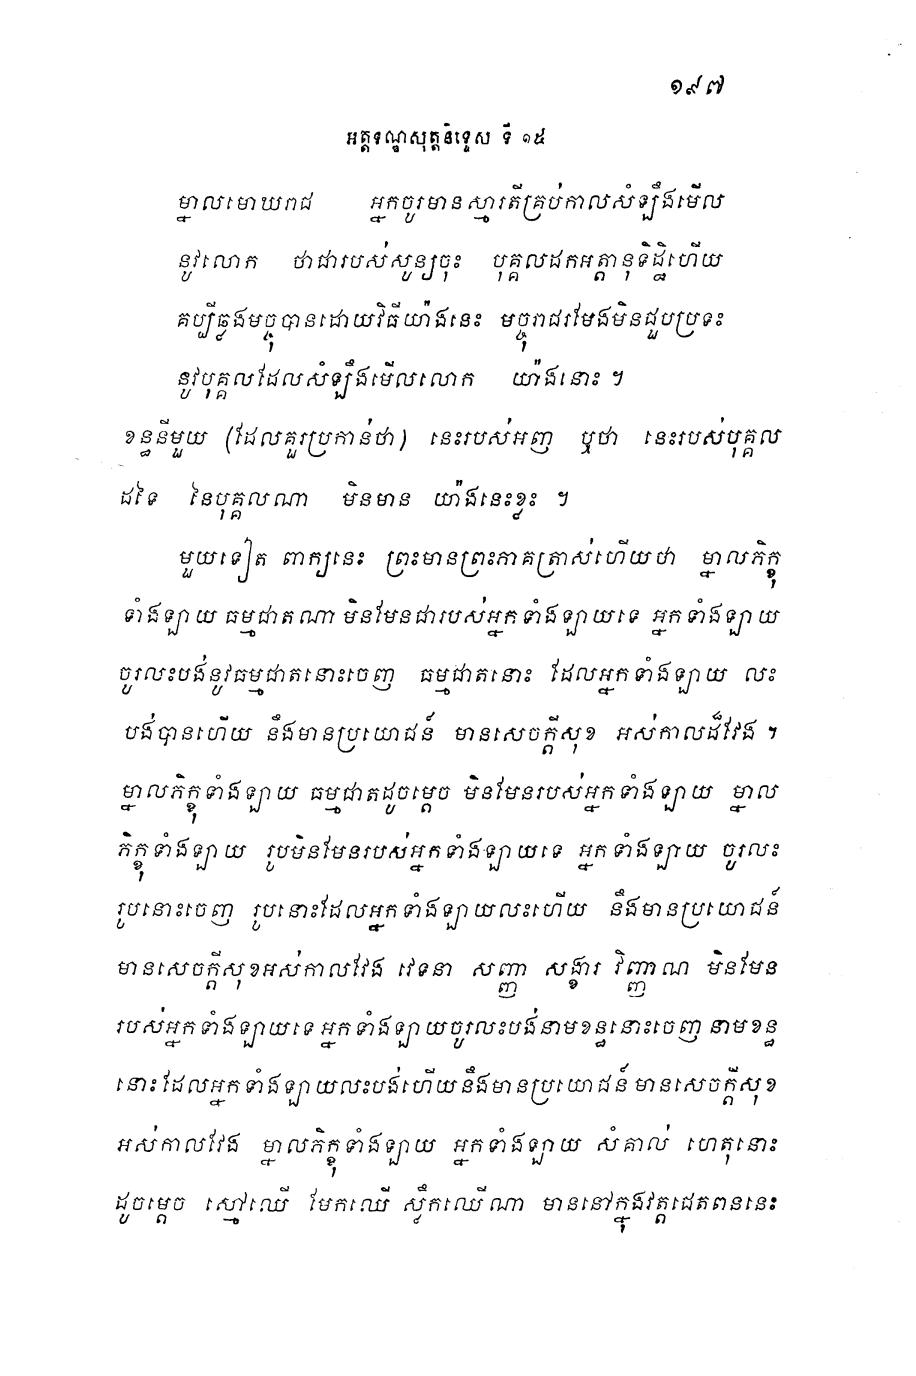 ១៩៧
អត្តទណ្ឌសុត្តនិទ្ទេស ទី ១៥
ម្នាលមោឃរាជ អ្នកចូរមានស្មារតីគ្រប់កាលសំឡឹងមើល
នូវលោក ថាជារបស់សូន្យចុះ បុគ្គលដកអត្តានុទិដ្ឋិហើយ
គប្បីឆ្លងមច្ចុបានដោយវិធីយ៉ាងនេះ មច្ចុរាជរមែងមិនជួបប្រទះ
នូវបុគ្គលដែលសំឡឹងមើលលោក យ៉ាងនោះ ។
ខន្ធនីមួយ (ដែលគួរប្រកាន់ថា) នេះរបស់អញ ឬថា នេះរបស់បុគ្គល
ដទៃ នៃបុគ្គលណា មិនមាន យ៉ាងនេះខ្លះ ។
មួយទៀត ពាក្យនេះ ព្រះមានព្រះភាគត្រាស់ហើយថា ម្នាលភិក្ខុ
ទាំងឡាយ ធម្មជាតណា មិនមែនជារបស់អ្នកទាំងឡាយទេ អ្នកទាំងឡាយ
ចូរលះបង់នូវធម្មជាតនោះចេញ ធម្មជាតនោះ ដែលអ្នកទាំងឡាយ លះ
បង់បានហើយ នឹងមានប្រយោជន៍ មានសេចក្តីសុខ អស់កាលដ៏វែង ។
ម្នាលភិក្ខុទាំងឡាយ ធម្មជាតដូចម្តេច មិនមែនរបស់អ្នកទាំងឡាយ ម្នាល
ភិក្ខុទាំងឡាយ រូបមិនមែនរបស់អ្នកទាំងឡាយទេ អ្នកទាំងឡាយ ចូរលះ
រូបនោះចេញ រូបនោះដែលអ្នកទាំងឡាយលះហើយ នឹងមានប្រយោជន៍
មានសេចក្តីសុខអស់កាលវែង វេទនា សញ្ញា សង្ខារ វិញ្ញាណ មិនមែន
របស់អ្នកទាំងឡាយទេ អ្នកទាំងឡាយចូរលះបង់នាមខន្ធនោះចេញ នាមខន្ធ
នោះ ដែលអ្នកទាំងឡាយលះបង់ហើយនឹងមានប្រយោជន៍ មានសេចក្តីសុខ
អស់កាលវែង ម្នាលភិក្ខុទាំងឡាយ អ្នកទាំងឡាយ សំគាល់ ហេតុនោះ
ដូចម្តេច ស្មៅឈើ មែកឈើ ស្លឹកឈើណា មាននៅក្នុងវត្តជេតពននេះ